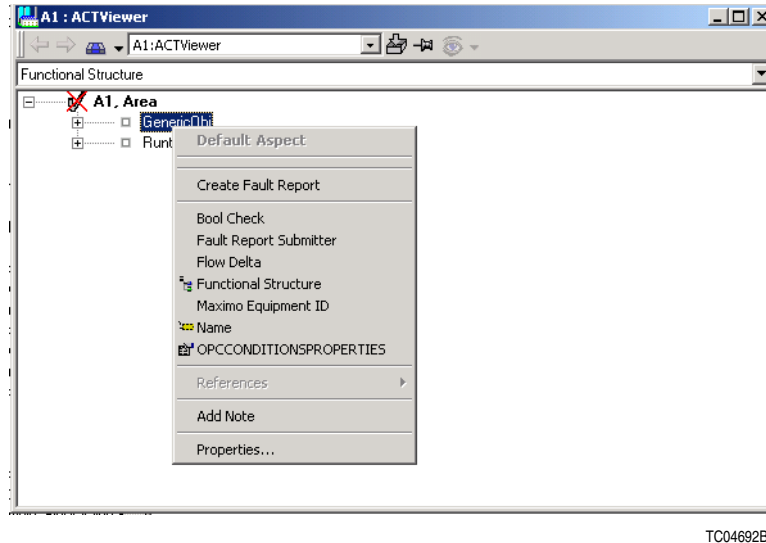 A1 : ACTViewer
A1:ACTViewer
Functional Structure
A1, Area
GenericObj
Runt
Default Aspect
Create Fault Report
Bool Check
Fault Report Submitter
Flow Delta
Functional Structure
Maximo Equipment ID
Name
OPCCONDITIONSPROPERTIES
References
Add Note
Properties...
TC04692B